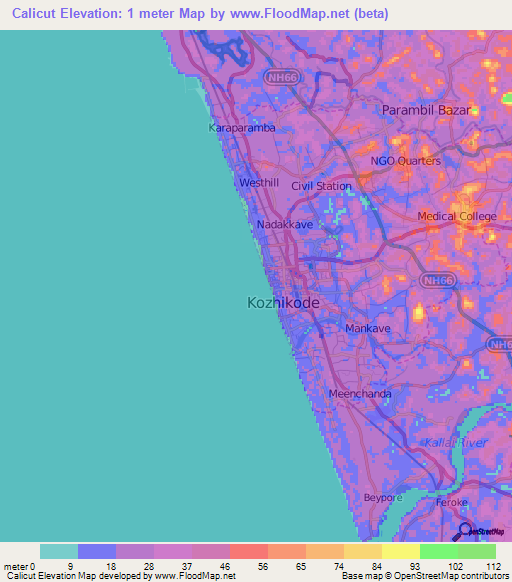 Calicut Elevation: 1 meter Map by www.FloodMap.net (beta)
NH66
Parambil Bazar
Karaparamba
NGO Quarters
Westhill
Civil Station
Medical College
Nadakkave
NH66
Kozhikode
Mankave
NH6
Meenchanda
Kallai River
Beypore
Feroke
OpenStreetMap
meter 0 9 18 28 37 46 56 65 74 84 93 102 112
Calicut Elevation Map developed by www.FloodMap.net
Base map © OpenStreetMap contributors